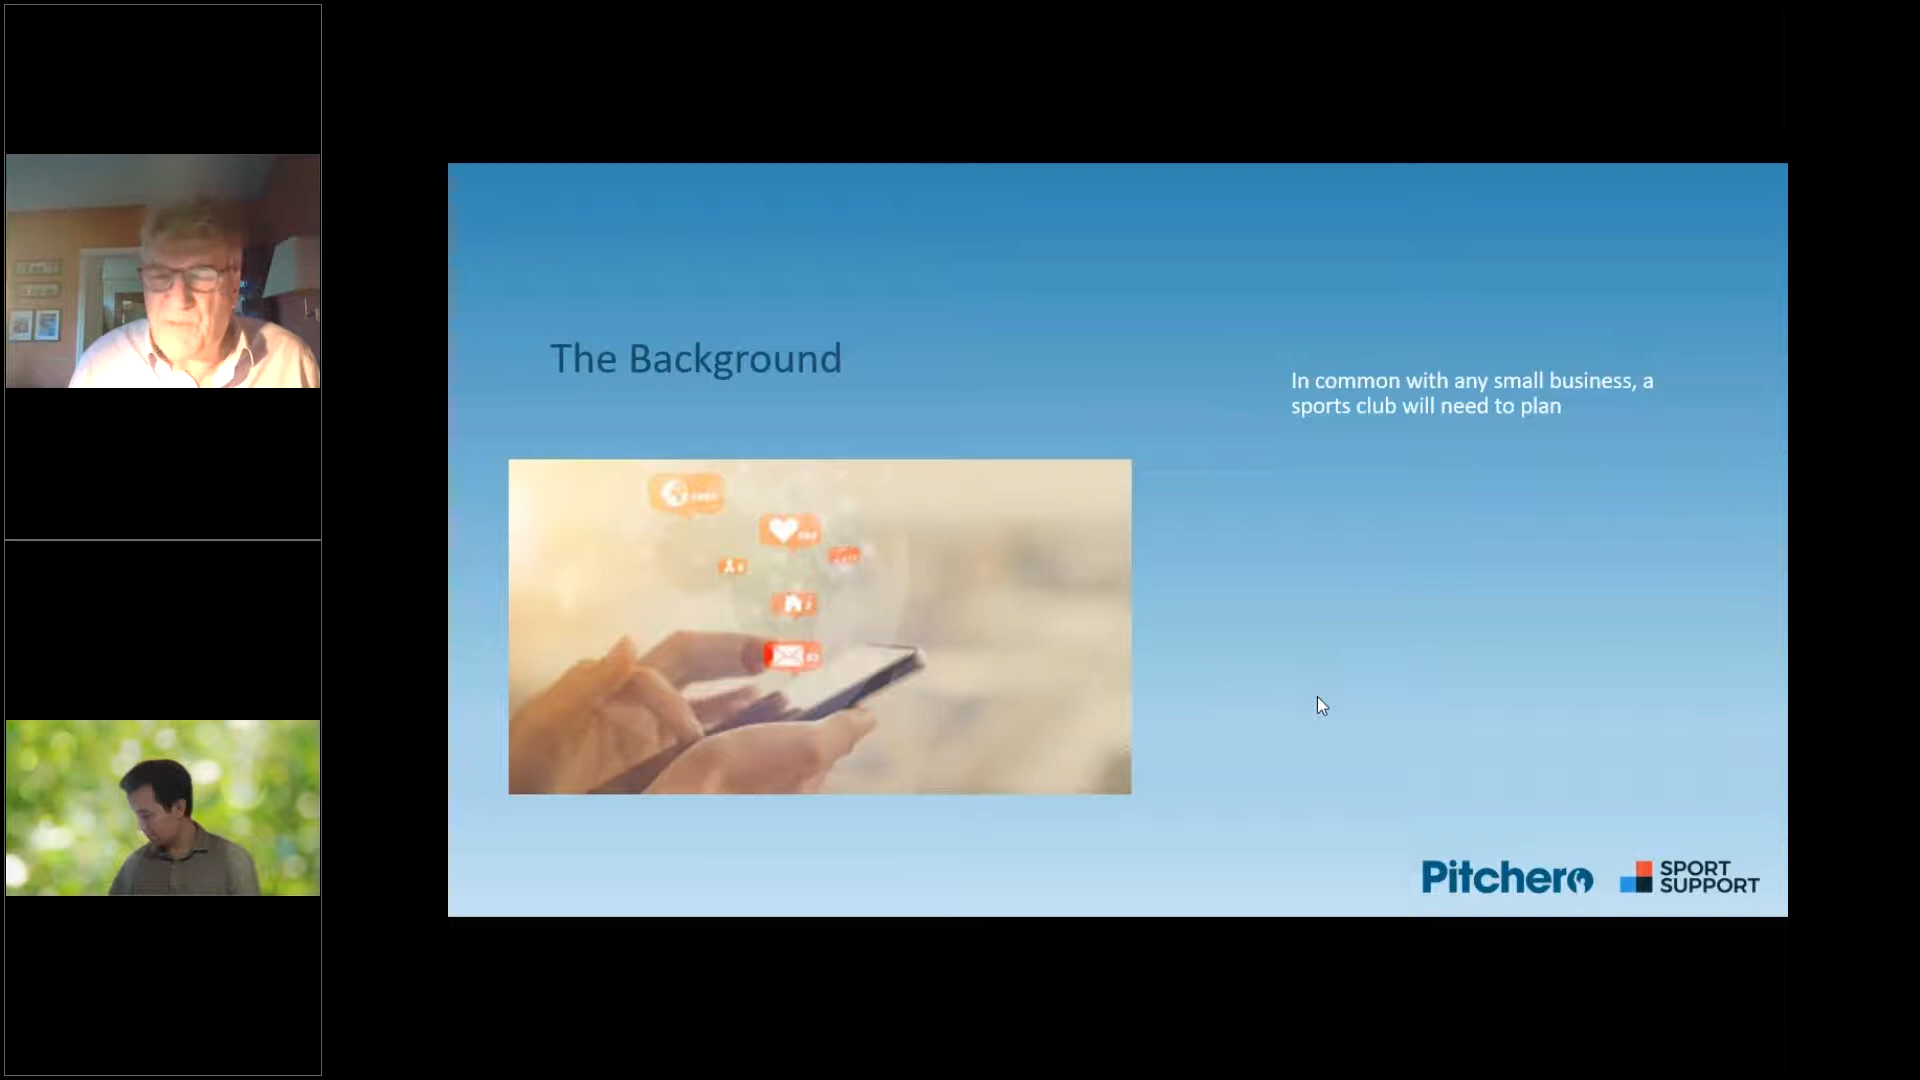 The Background
In common with any small business, a
sports club will need to plan
Pitchero
SPORT
SUPPORT